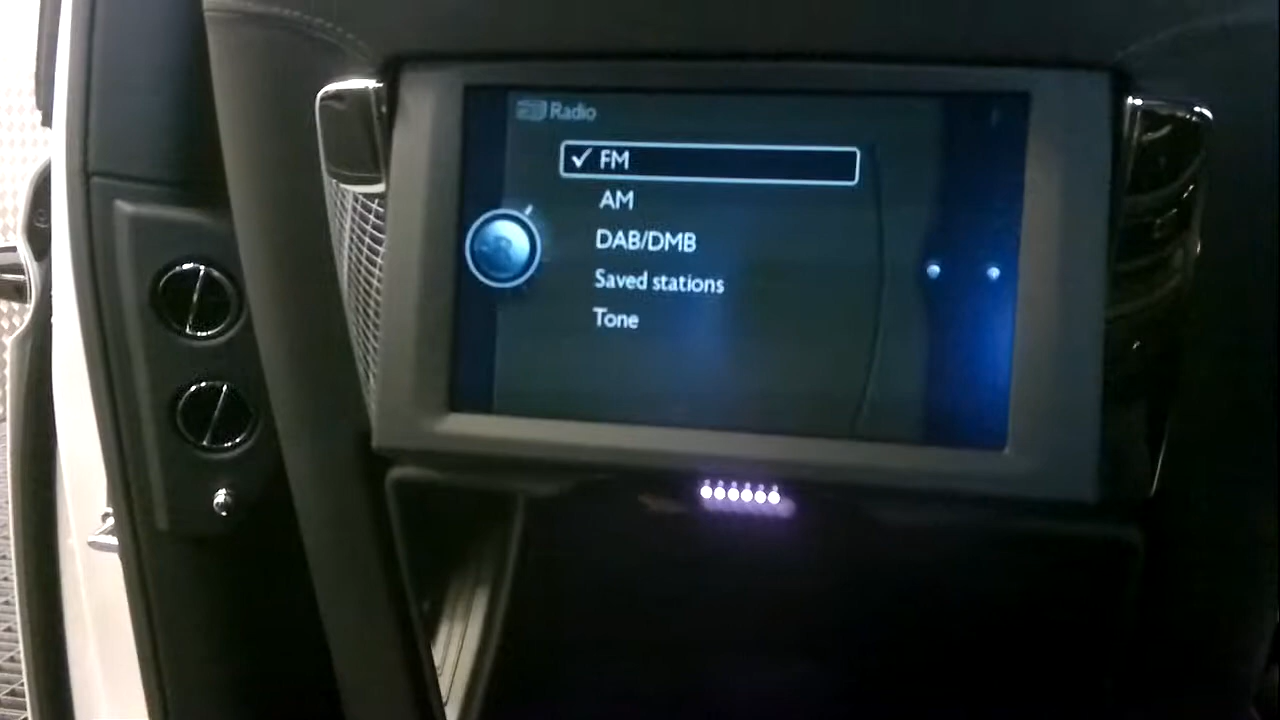 Radio
✓ FM
AM
DAB/DMB
Saved stations
Tone